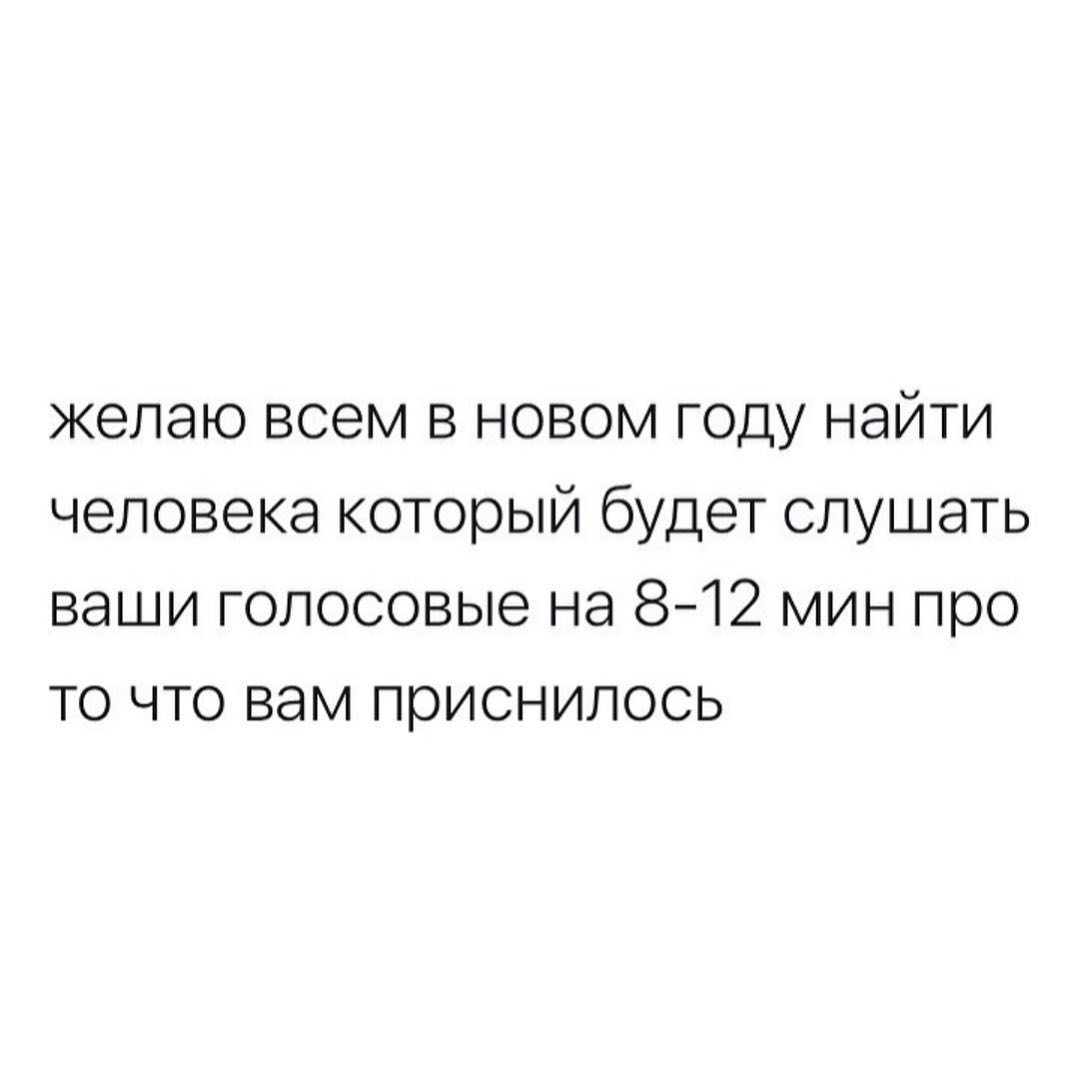 желаю всем в новом году найти
человека который будет слушать
ваши голосовые на 8-12 мин про
то что вам приснилось